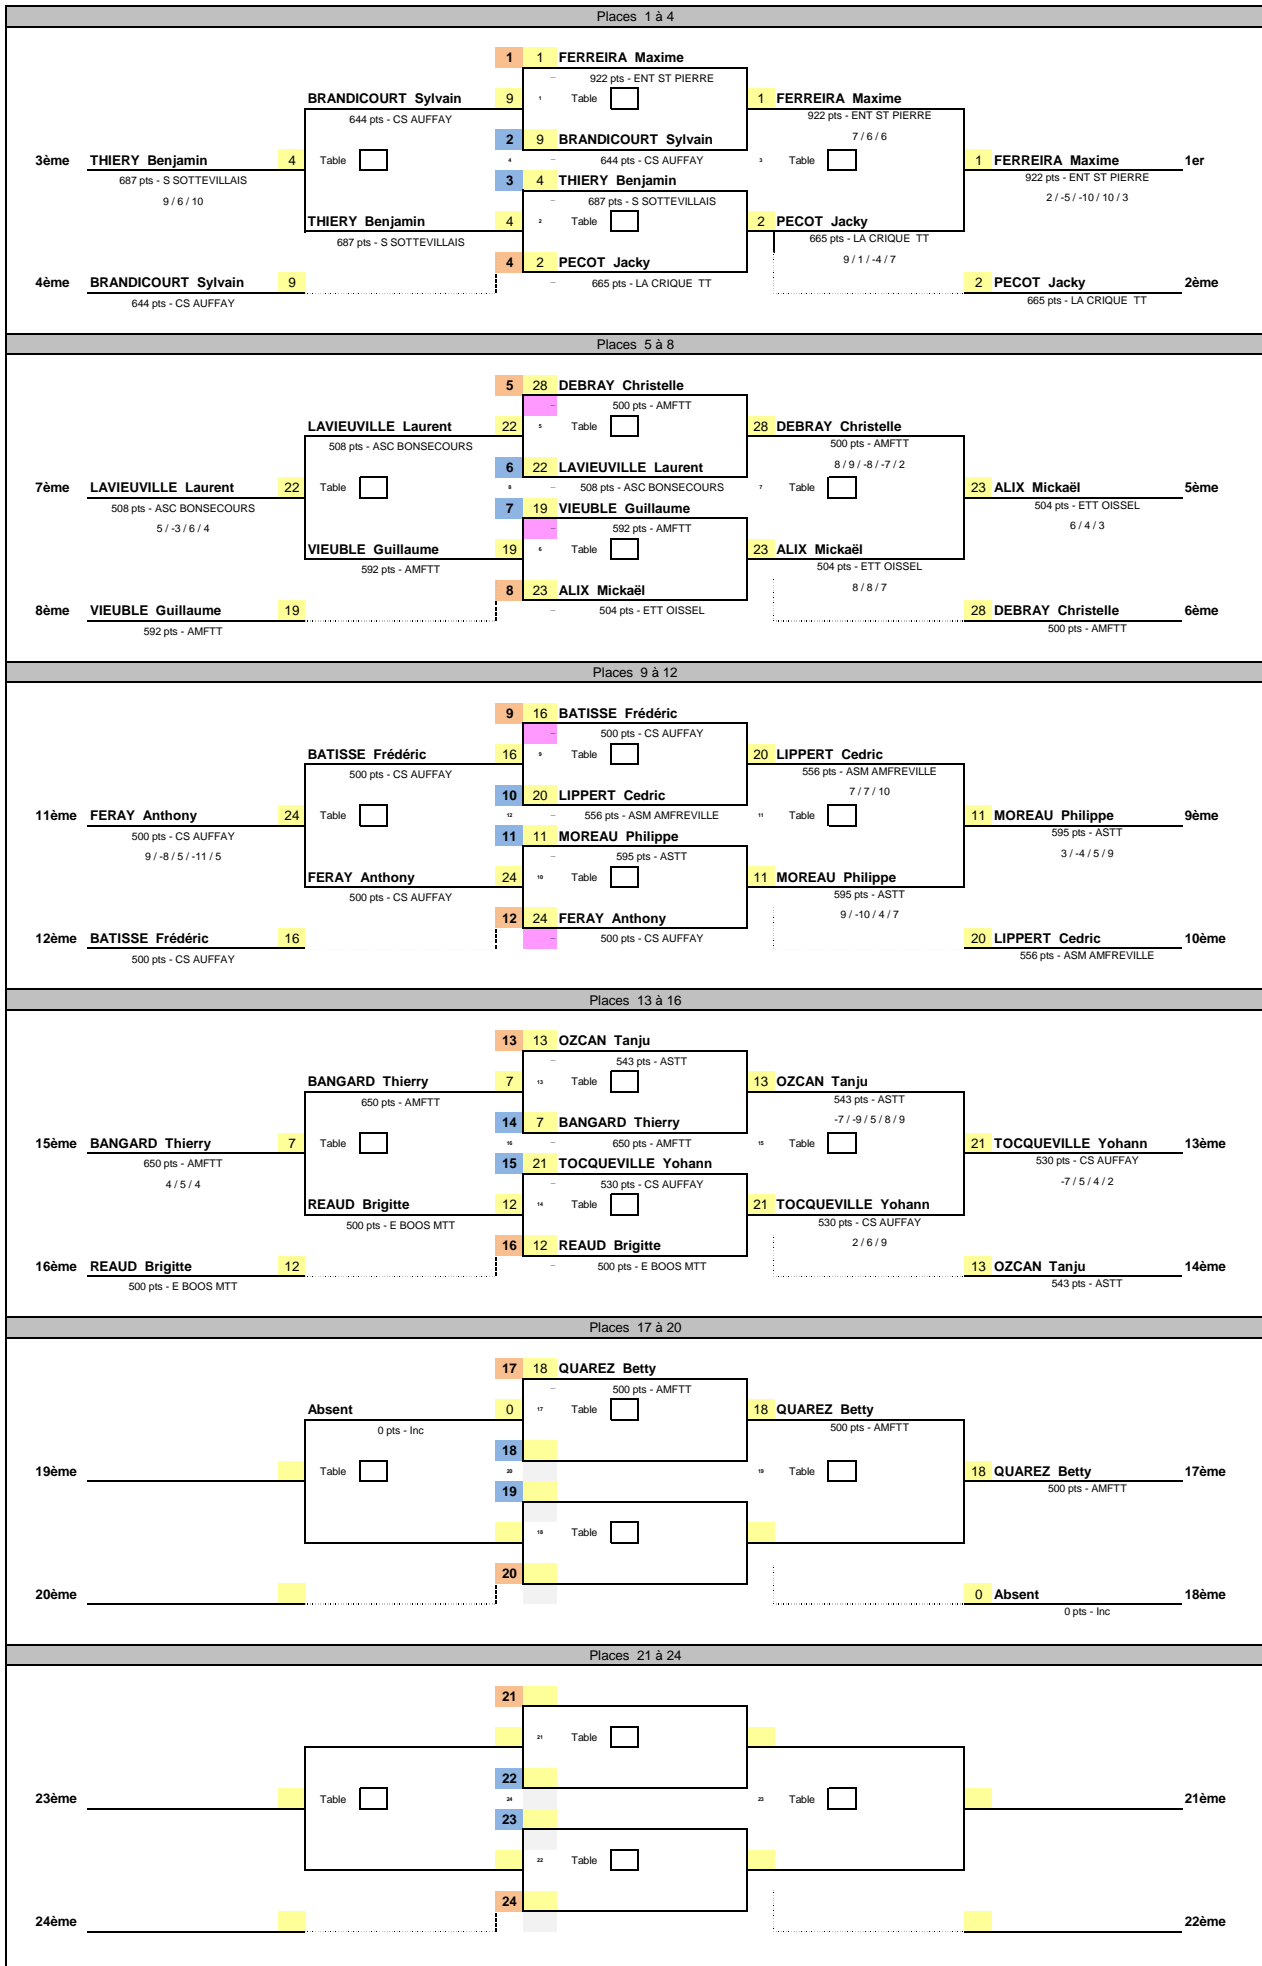 Places 1 à 4
1 1 FERREIRA Maxime
922 pts - ENT ST PIERRE
BRANDICOURT Sylvain 9 1 Table 1 FERREIRA Maxime
644 pts - CS AUFFAY 922 pts - ENT ST PIERRE
7 / 6 / 6
2 9 BRANDICOURT Sylvain
3ème THIERY Benjamin 4 Table 4 644 pts - CS AUFFAY 3 Table 1 FERREIRA Maxime 1er
687 pts - S SOTTEVILLAIS 922 pts - ENT ST PIERRE
3 4 THIERY Benjamin
9 / 6 / 10 687 pts - S SOTTEVILLAIS 2 / -5 / -10 / 10 / 3
THIERY Benjamin 4 2 Table 2 PECOT Jacky
687 pts - S SOTTEVILLAIS 665 pts - LA CRIQUE TT
4 2 PECOT Jacky 9 / 1 / -4 / 7
4ème BRANDICOURT Sylvain 9 665 pts - LA CRIQUE TT 2 PECOT Jacky 2ème
644 pts - CS AUFFAY 665 pts - LA CRIQUE TT
Places 5 à 8
5 28 DEBRAY Christelle
500 pts - AMFTT
LAVIEUVILLE Laurent 22 5 Table 28 DEBRAY Christelle
508 pts - ASC BONSECOURS 500 pts - AMFTT
6 22 LAVIEUVILLE Laurent 8 / 9 / -8 / -7 / 2
7ème LAVIEUVILLE Laurent 22 Table 8 508 pts - ASC BONSECOURS 7 Table 23 ALIX Mickaël 5ème
508 pts - ASC BONSECOURS 504 pts - ETT OISSEL
7 19 VIEUBLE Guillaume
5 / -3 / 6 / 4 592 pts - AMFTT 6 / 4 / 3
VIEUBLE Guillaume 19 6 Table 23 ALIX Mickaël
592 pts - AMFTT 504 pts - ETT OISSEL
8 23 ALIX Mickaël 8 / 8 / 7
8ème VIEUBLE Guillaume 19 504 pts - ETT OISSEL 28 DEBRAY Christelle 6ème
592 pts - AMFTT 500 pts - AMFTT
Places 9 à 12
9 16 BATISSE Frédéric
500 pts - CS AUFFAY
BATISSE Frédéric 16 9 Table 20 LIPPERT Cedric
500 pts - CS AUFFAY 556 pts - ASM AMFREVILLE
10 20 LIPPERT Cedric 7 / 7 / 10
11ème FERAY Anthony 24 Table 12 556 pts - ASM AMFREVILLE 11 Table 11 MOREAU Philippe 9ème
500 pts - CS AUFFAY 595 pts - ASTT
11 11 MOREAU Philippe
9 / -8 / 5 / -11 / 5 595 pts - ASTT 3 / -4 / 5 / 9
FERAY Anthony 24 10 Table 11 MOREAU Philippe
500 pts - CS AUFFAY 595 pts - ASTT
12 24 FERAY Anthony 9 / -10 / 4 / 7
12ème BATISSE Frédéric 16 500 pts - CS AUFFAY 20 LIPPERT Cedric 10ème
500 pts - CS AUFFAY 556 pts - ASM AMFREVILLE
Places 13 à 16
13 13 OZCAN Tanju
543 pts - ASTT
BANGARD Thierry 7 13 Table 13 OZCAN Tanju
650 pts - AMFTT 543 pts - ASTT
14 7 BANGARD Thierry -7 / -9 / 5 / 8 / 9
15ème BANGARD Thierry 7 Table 16 650 pts - AMFTT 15 Table 21 TOCQUEVILLE Yohann 13ème
650 pts - AMFTT 530 pts - CS AUFFAY
15 21 TOCQUEVILLE Yohann
4 / 5 / 4 530 pts - CS AUFFAY -7 / 5 / 4 / 2
REAUD Brigitte 12 14 Table 21 TOCQUEVILLE Yohann
500 pts - E BOOS MTT 530 pts - CS AUFFAY
16 12 REAUD Brigitte 2 / 6 / 9
16ème REAUD Brigitte 12 500 pts - E BOOS MTT 13 OZCAN Tanju 14ème
500 pts - E BOOS MTT 543 pts - ASTT
Places 17 à 20
17 18 QUAREZ Betty
500 pts - AMFTT
Absent 0 17 Table 18 QUAREZ Betty
0 pts - Inc 500 pts - AMFTT
18
19ème Table 20 19 Table 18 QUAREZ Betty 17ème
500 pts - AMFTT
19
18 Table
20
20ème 0 Absent 18ème
0 pts - Inc
Places 21 à 24
21
21 Table
22
23ème Table 24 23 Table 21ème
23
22 Table
24
24ème 22ème